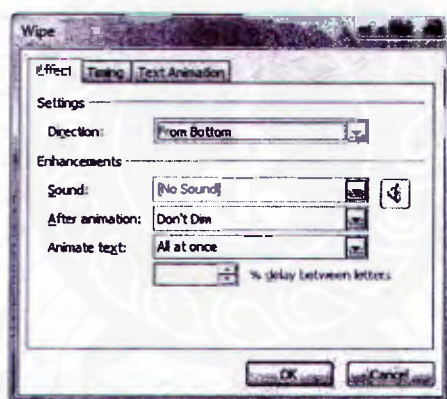 Wipe
Effect Timing Text Animation
Settings
Direction: From Bottom
Enhancements
Sound: [No Sound]
After animation: Don't Dim
Animate text: All at once
% delay between letters
OK Cancel